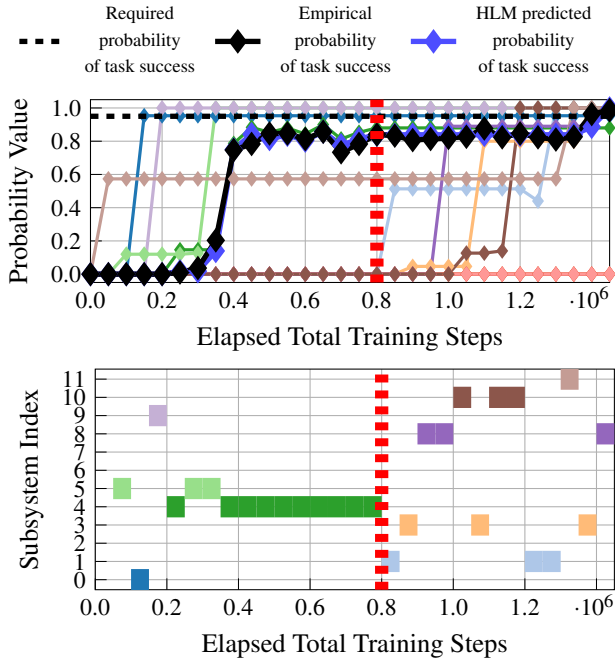 Required Empirical HLM predicted
probability probability probability
of task success of task success of task success
Probability Value
1.0
0.8
0.6
0.4
0.2
0.0
0.0 0.2 0.4 0.6 0.8 1.0 1.2 ·10⁶
Elapsed Total Training Steps
Subsystem Index
11
10
9
8
7
6
5
4
3
2
1
0
0.0 0.2 0.4 0.6 0.8 1.0 1.2 ·10⁶
Elapsed Total Training Steps